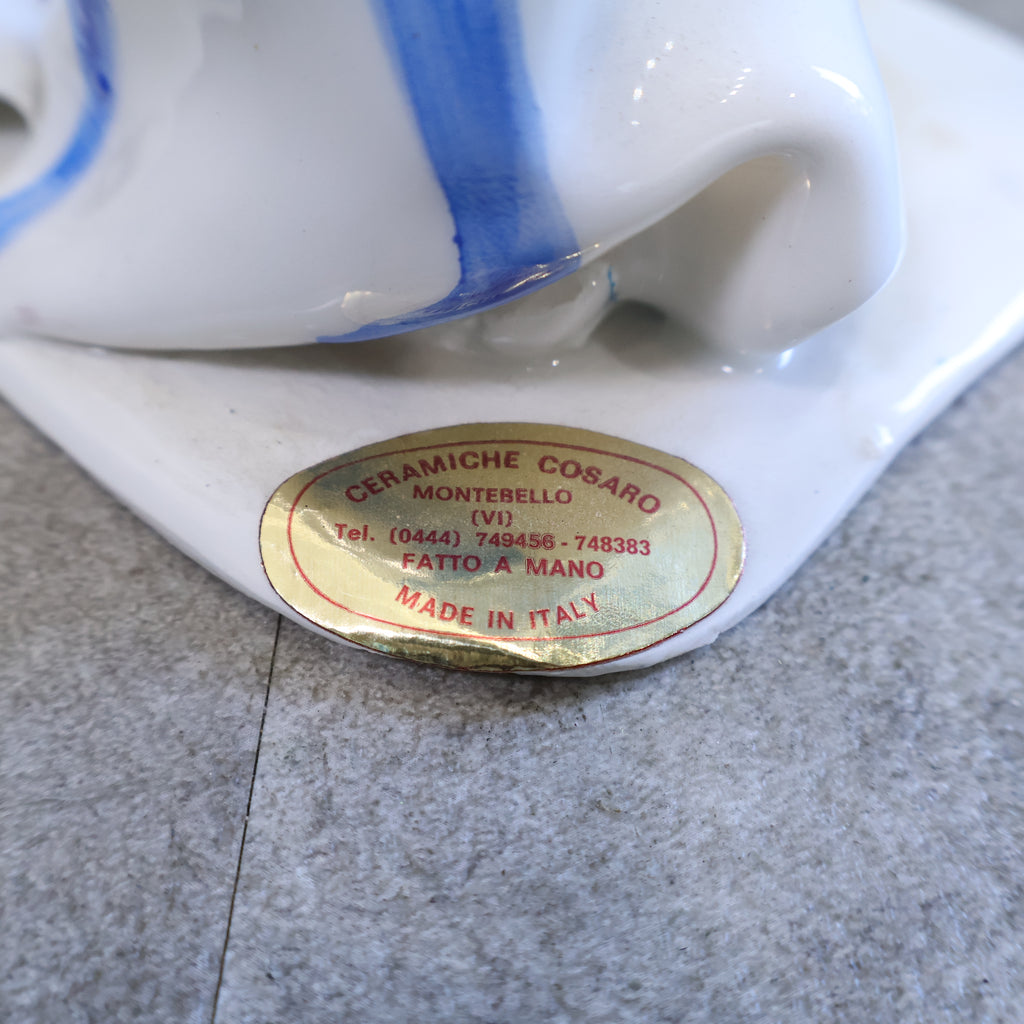 CERAMICHE COSARO
MONTEBELLO
(VI)
Tel. (0444) 749456 - 748383
FATTO A MANO
MADE IN ITALY